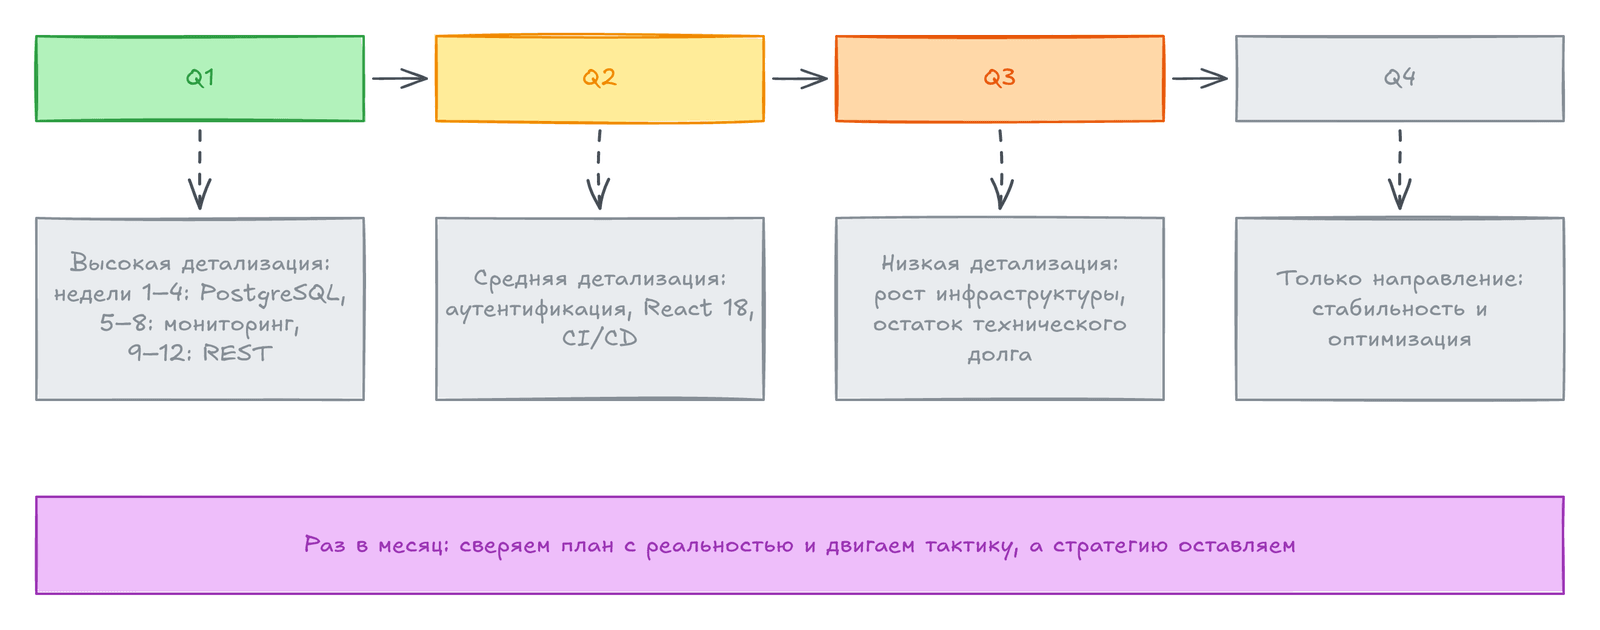 Q1
Q2
Q3
Q4
Высокая детализация:
недели 1–4: PostgreSQL,
5–8: мониторинг,
9–12: REST
Средняя детализация:
аутентификация, React 18,
CI/CD
Низкая детализация:
рост инфраструктуры,
остаток технического
долга
Только направление:
стабильность и
оптимизация
Раз в месяц: сверяем план с реальностью и двигаем тактику, а стратегию оставляем